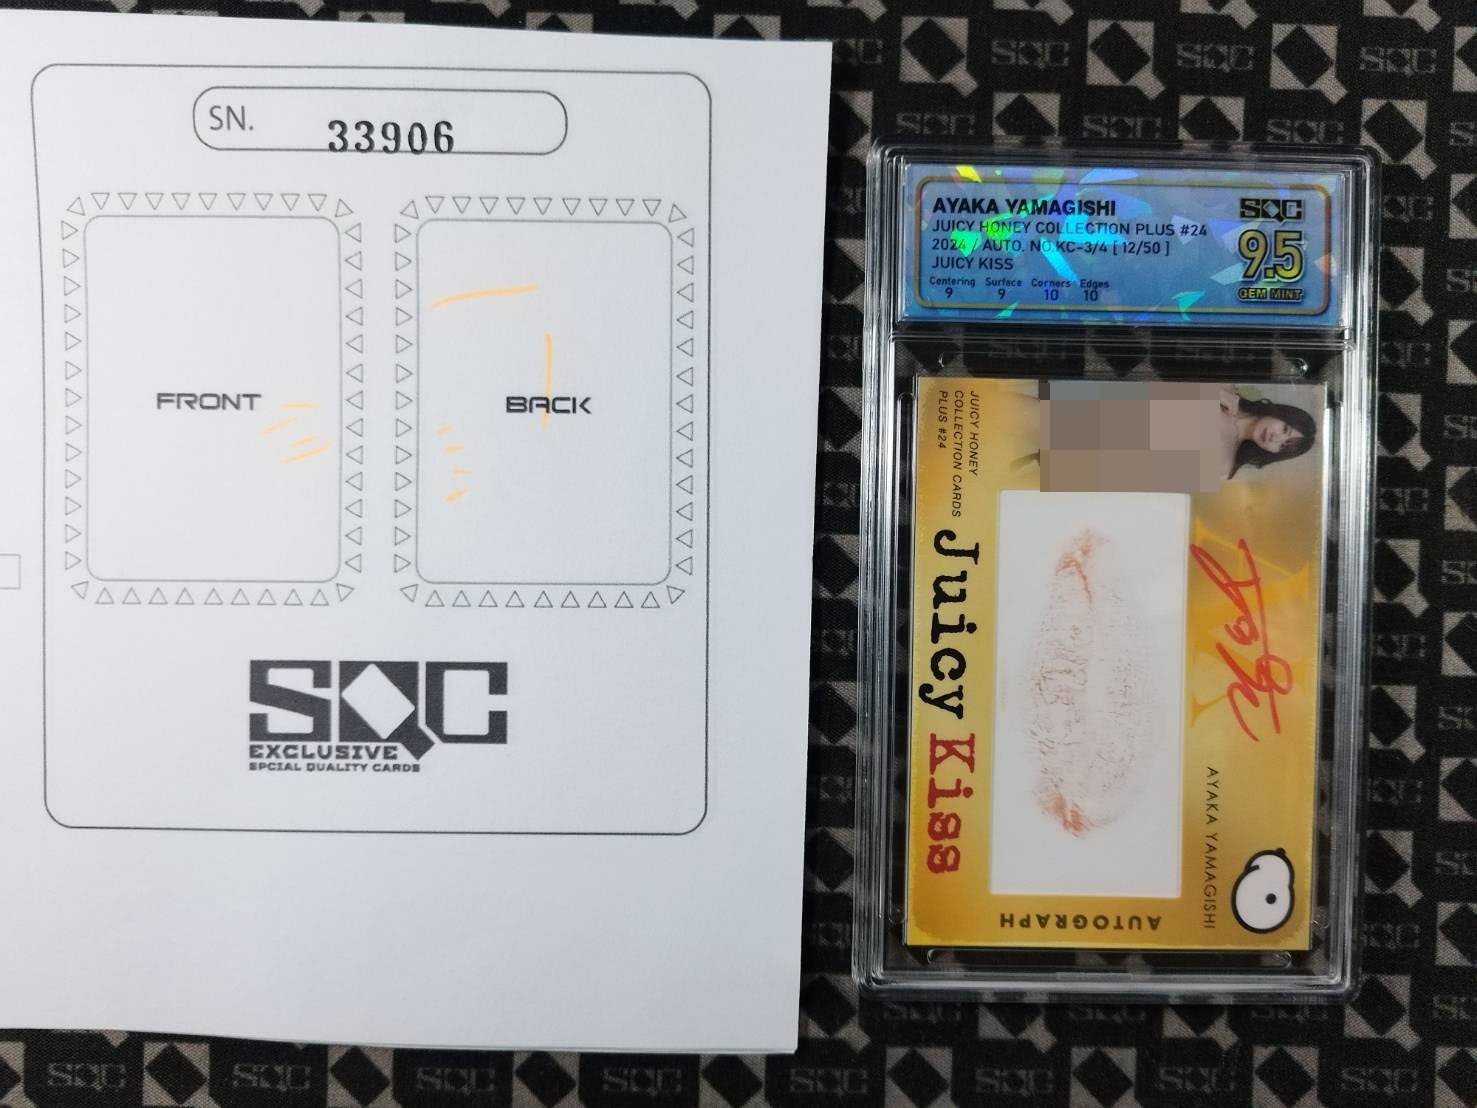 SN. 33906
FRONT
BACK
SQC
EXCLUSIVE
SPCIAL QUALITY CARDS
AYAKA YAMAGISHI
JUICY HONEY COLLECTION PLUS #24
2024 / AUTO. NO.KC-3/4 [ 12/50 ]
JUICY KISS
Centering Surface Corners Edges
9 9 10 10
SQC
9.5
GEM MINT
JUICY HONEY
COLLECTION CARDS
PLUS #24
Juicy Kiss
AUTOGRAPH
AYAKA YAMAGISHI